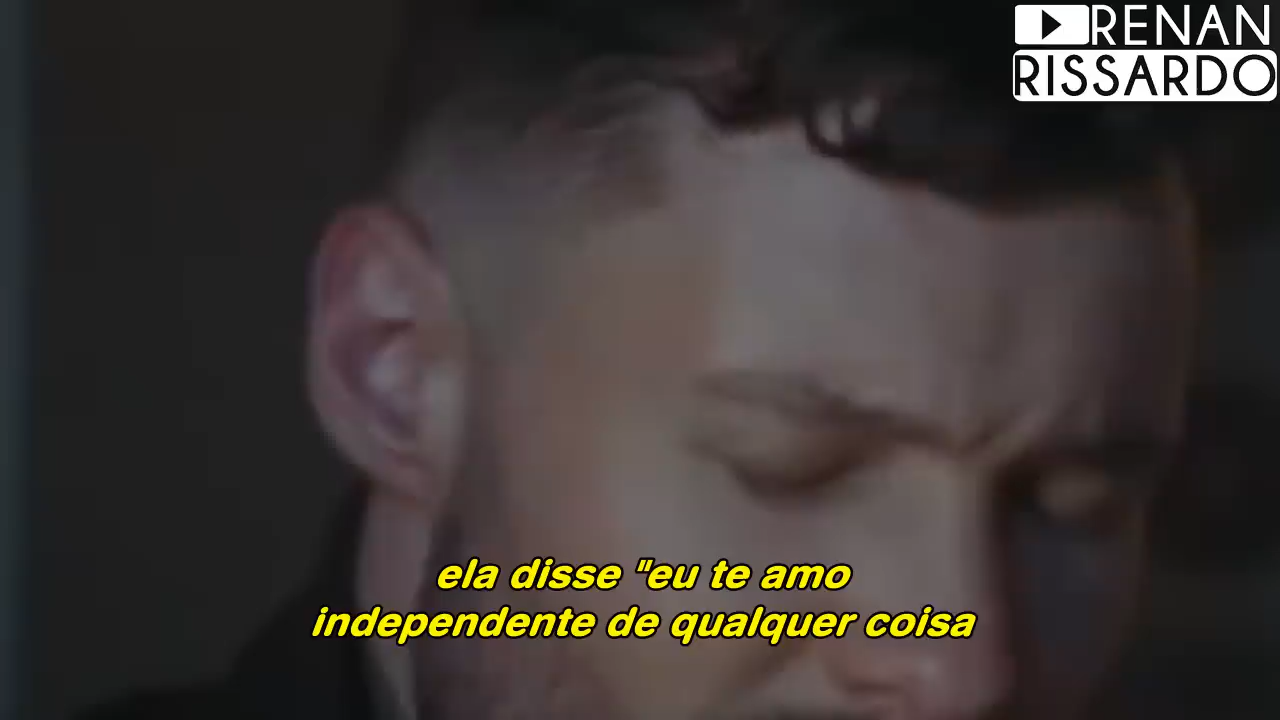 RENAN
RISSARDO
ela disse "eu te amo
independente de qualquer coisa